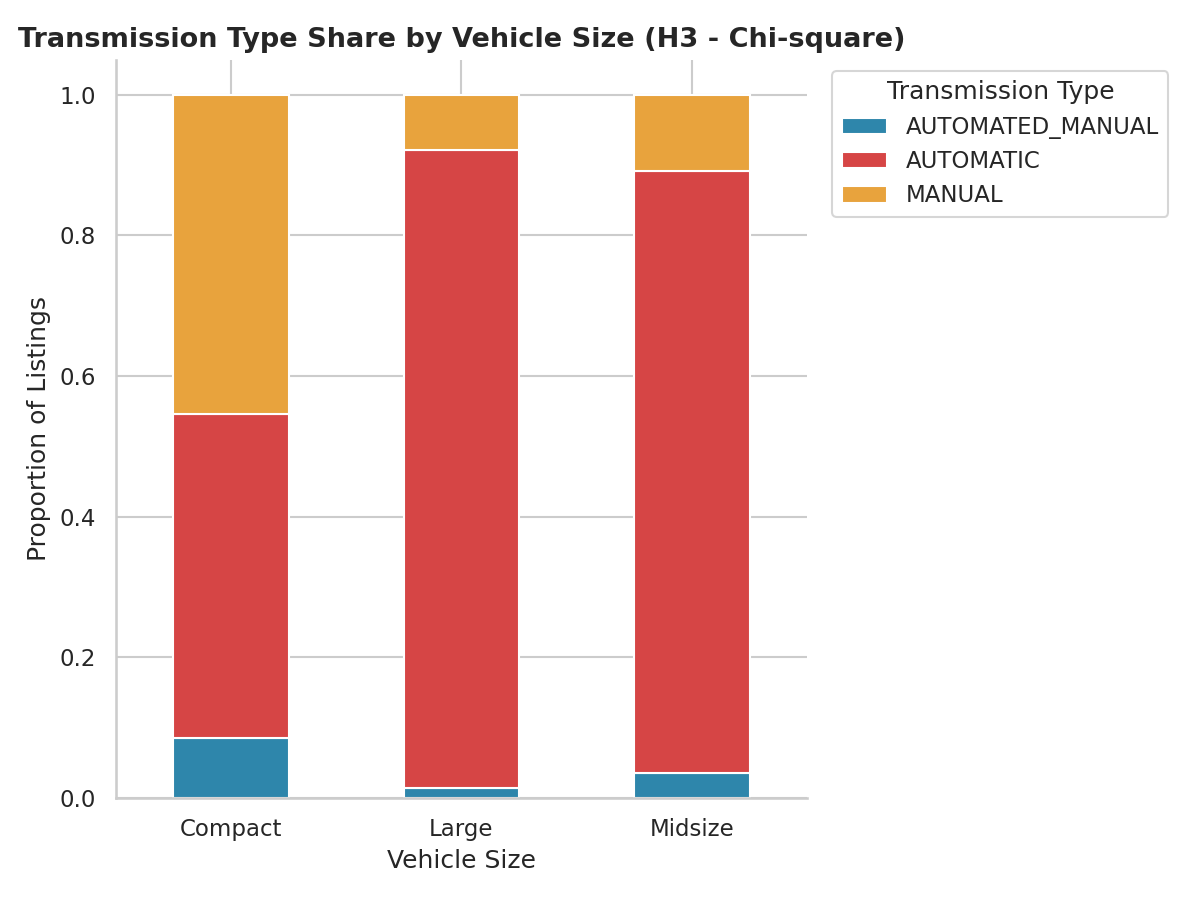 Transmission Type Share by Vehicle Size (H3 - Chi-square)
Transmission Type
AUTOMATED_MANUAL
AUTOMATIC
MANUAL
Proportion of Listings
1.0
0.8
0.6
0.4
0.2
0.0
Compact
Large
Midsize
Vehicle Size